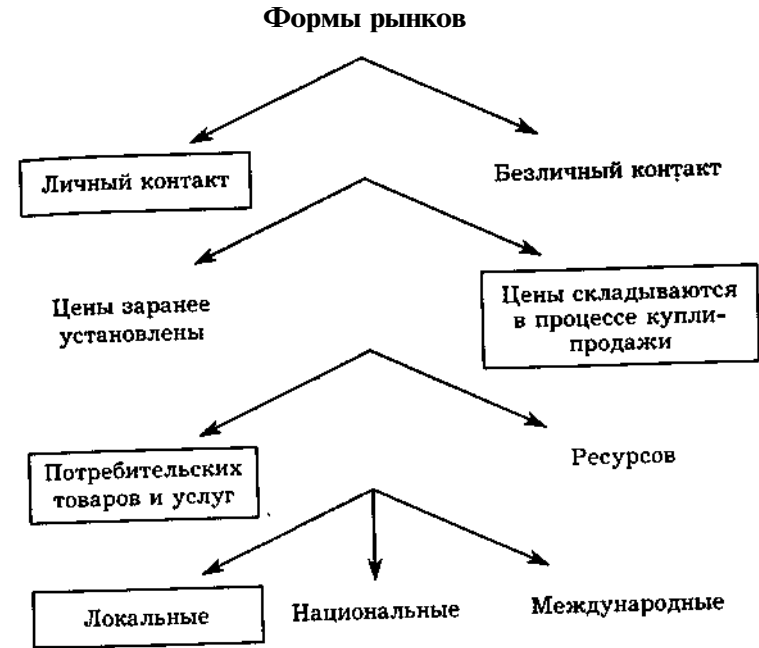 Формы рынков
Личный контакт
Безличный контакт
Цены заранее
установлены
Цены складываются
в процессе купли-
продажи
Потребительских
товаров и услуг
Ресурсов
Локальные
Национальные
Международные